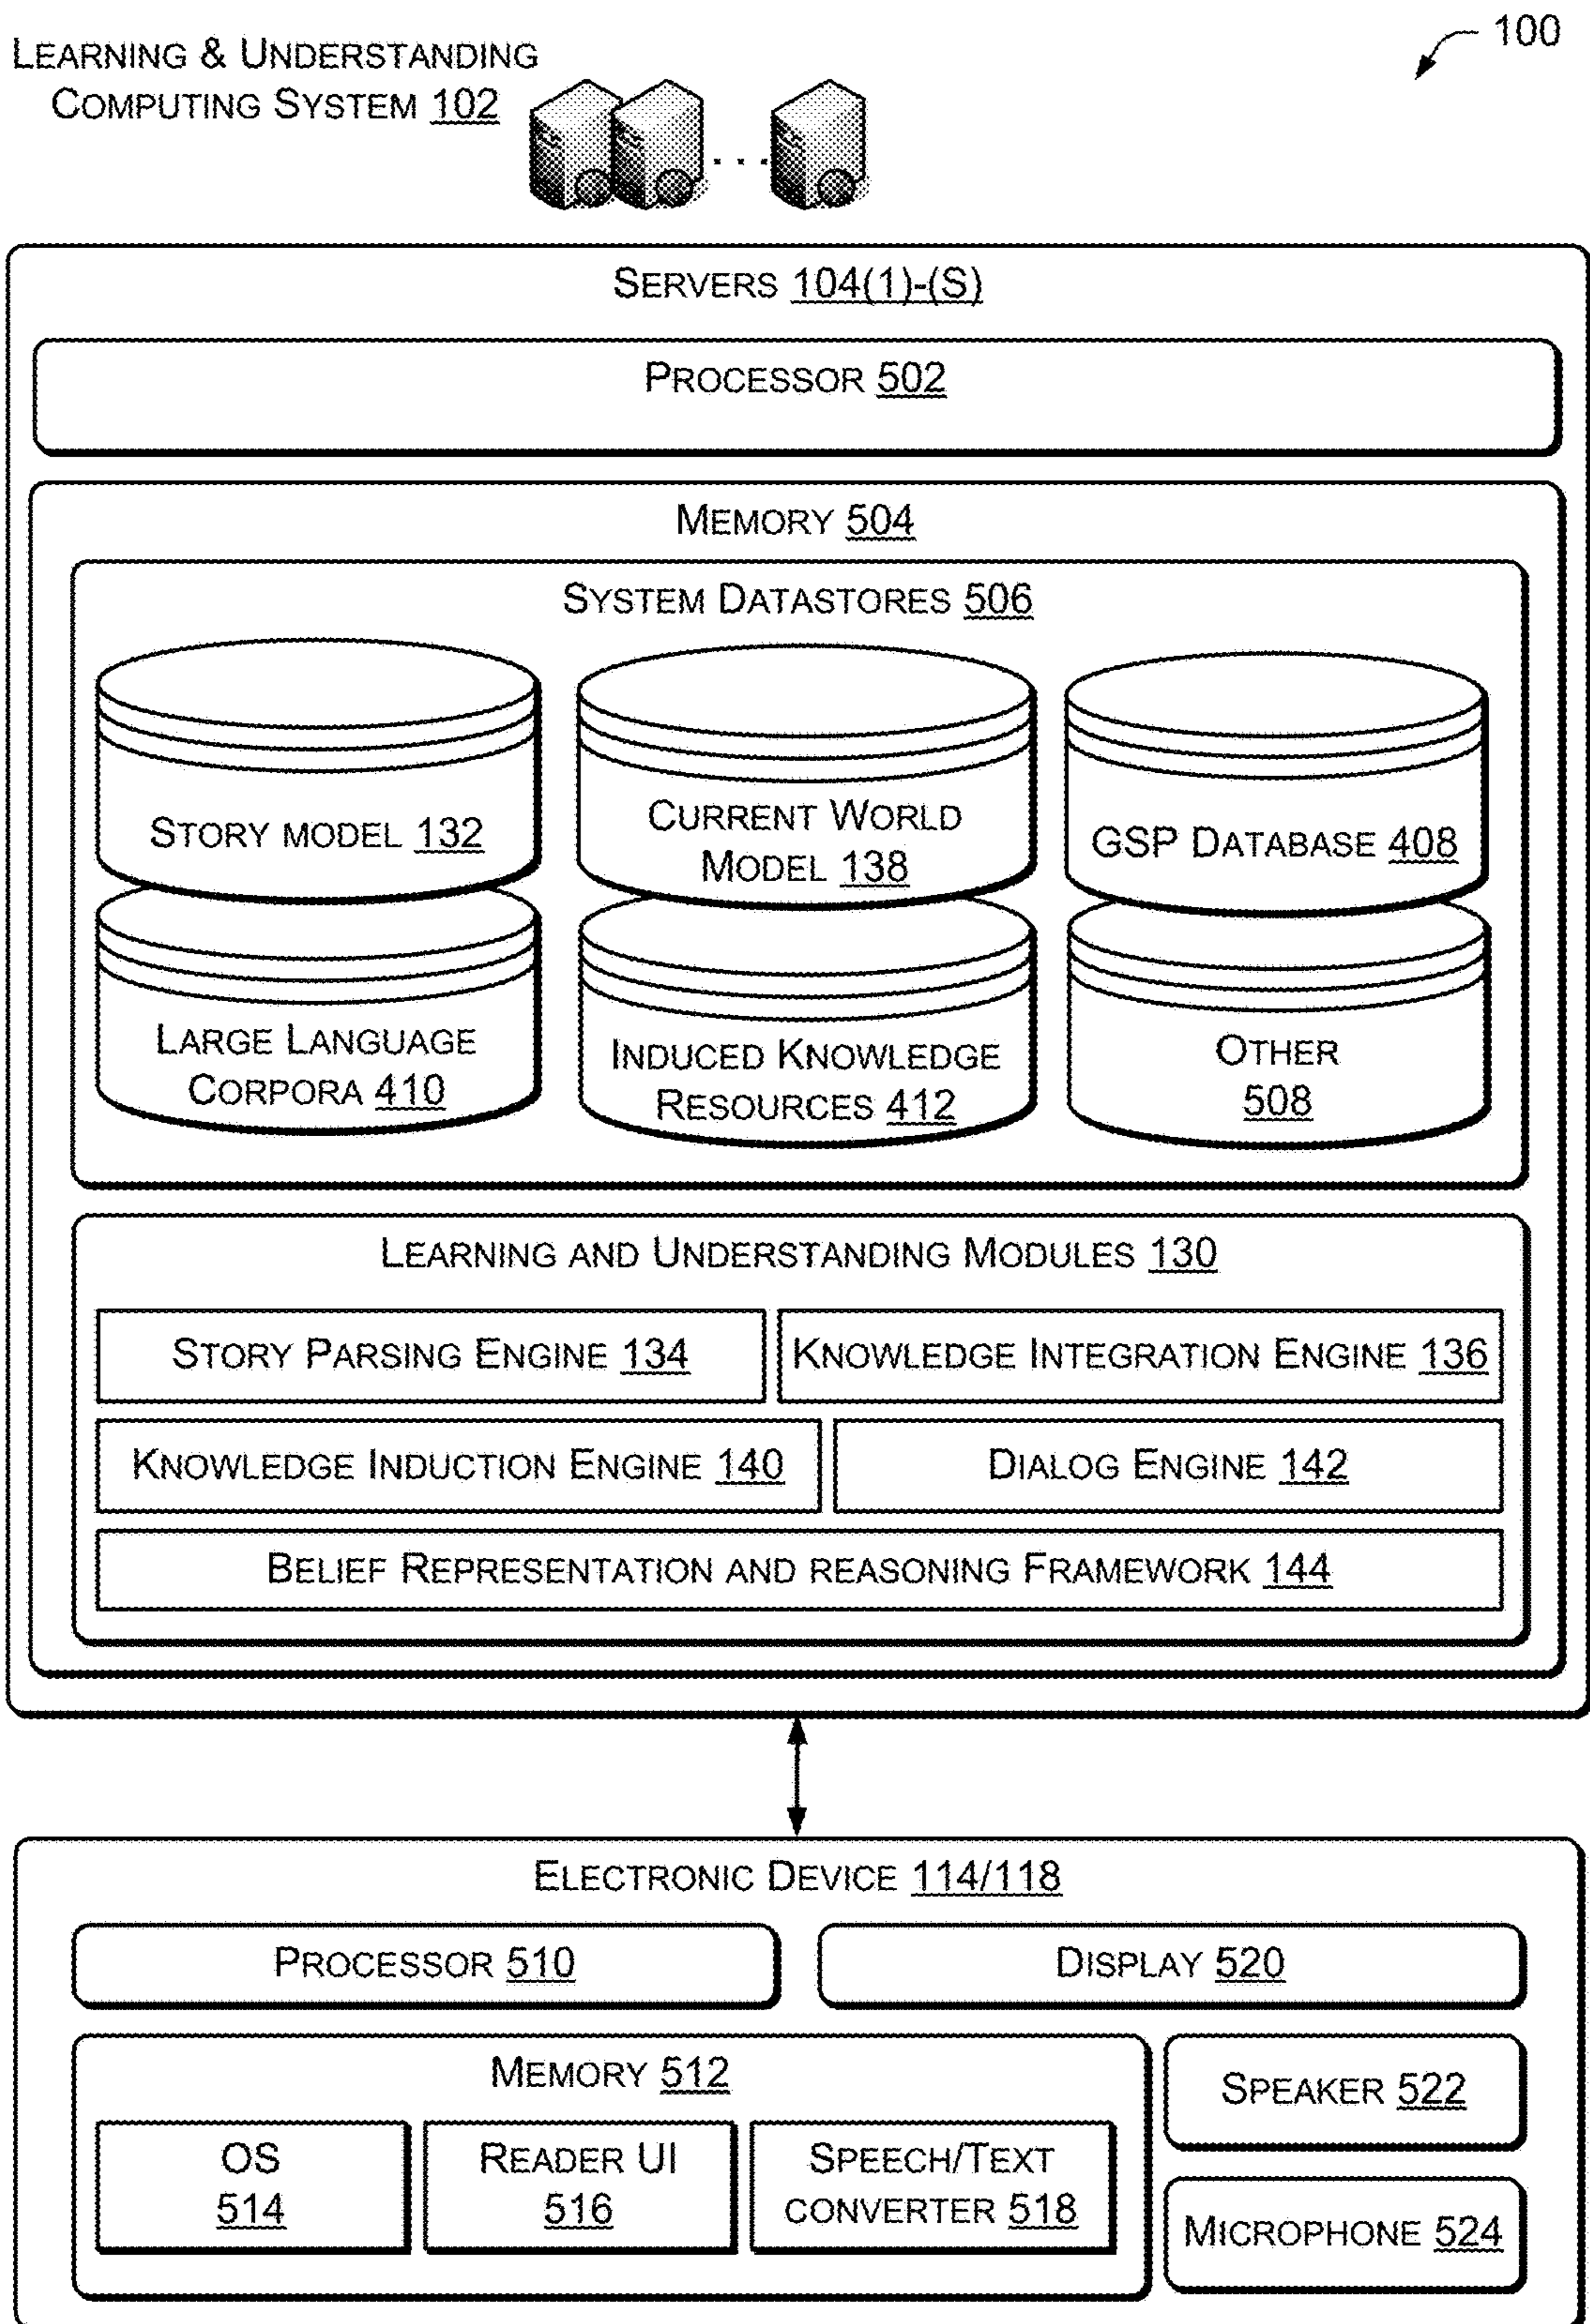 100
LEARNING & UNDERSTANDING
COMPUTING SYSTEM 102
SERVERS 104(1)-(S)
PROCESSOR 502
MEMORY 504
SYSTEM DATASTORES 506
STORY MODEL 132
CURRENT WORLD
MODEL 138
GSP DATABASE 408
LARGE LANGUAGE
CORPORA 410
INDUCED KNOWLEDGE
RESOURCES 412
OTHER
508
LEARNING AND UNDERSTANDING MODULES 130
STORY PARSING ENGINE 134
KNOWLEDGE INTEGRATION ENGINE 136
KNOWLEDGE INDUCTION ENGINE 140
DIALOG ENGINE 142
BELIEF REPRESENTATION AND REASONING FRAMEWORK 144
ELECTRONIC DEVICE 114/118
PROCESSOR 510
DISPLAY 520
MEMORY 512
OS
514
READER UI
516
SPEECH/TEXT
CONVERTER 518
SPEAKER 522
MICROPHONE 524